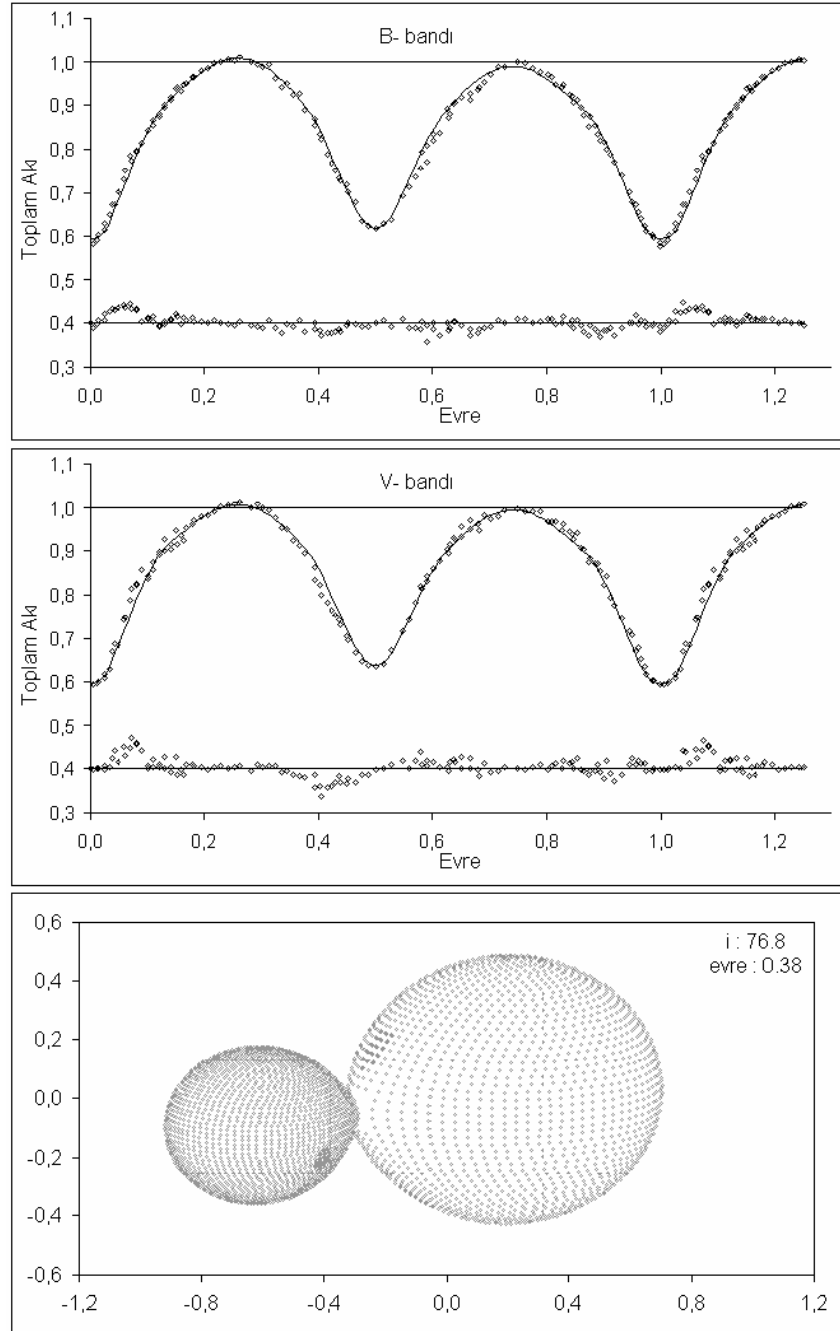 B- bandı
1,1
1,0
0,9
0,8
0,7
0,6
0,5
0,4
0,3
Toplam Akı
0,0 0,2 0,4 0,6 0,8 1,0 1,2
Evre
V- bandı
1,1
1,0
0,9
0,8
0,7
0,6
0,5
0,4
0,3
Toplam Akı
0,0 0,2 0,4 0,6 0,8 1,0 1,2
Evre
i : 76.8
evre : 0.38
0,6
0,4
0,2
0,0
-0,2
-0,4
-0,6
-1,2 -0,8 -0,4 0,0 0,4 0,8 1,2